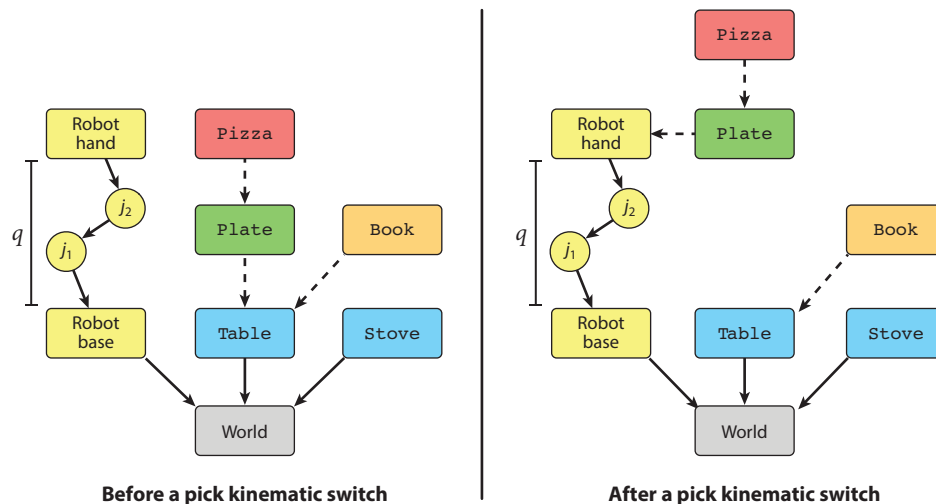 Robot
hand
Pizza
j2
q
Plate
Book
j1
Robot
base
Table
Stove
World
Before a pick kinematic switch
Pizza
Robot
hand
Plate
j2
q
Book
j1
Robot
base
Table
Stove
World
After a pick kinematic switch